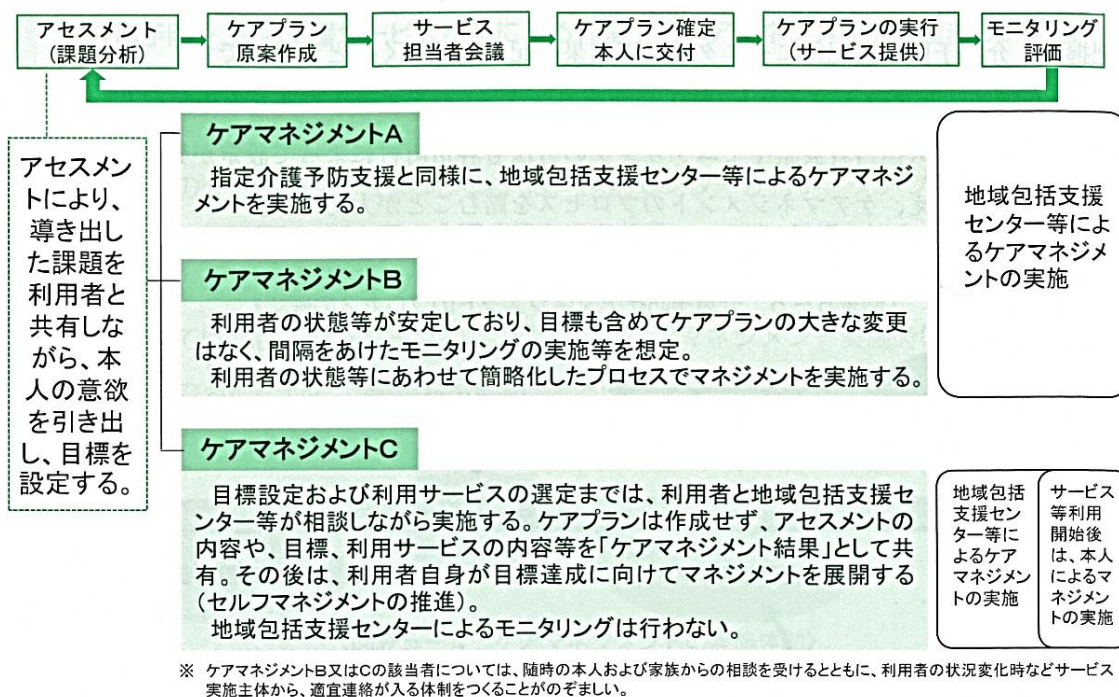 アセスメント
(課題分析)
ケアプラン
原案作成
サービス
担当者会議
ケアプラン確定
本人に交付
ケアプランの実行
(サービス提供)
モニタリング
評価
アセスメン
トにより、
導き出し
た課題を
利用者と
共有しな
がら、本
人の意欲
を引き出
し、目標を
設定する。
ケアマネジメントA
指定介護予防支援と同様に、地域包括支援センター等によるケアマネジ
メントを実施する。
ケアマネジメントB
利用者の状態等が安定しており、目標も含めてケアプランの大きな変更
はなく、間隔をあけたモニタリングの実施等を想定。
利用者の状態等にあわせて簡略化したプロセスでマネジメントを実施する。
地域包括支援
センター等によ
るケアマネジメ
ントの実施
ケアマネジメントC
目標設定および利用サービスの選定までは、利用者と地域包括支援セ
ンター等が相談しながら実施する。ケアプランは作成せず、アセスメントの
内容や、目標、利用サービスの内容等を「ケアマネジメント結果」として共
有。その後は、利用者自身が目標達成に向けてマネジメントを展開する
(セルフマネジメントの推進)。
地域包括支援センターによるモニタリングは行わない。
地域包括
支援セン
ター等に
よるケア
マネジメン
トの実施
サービス
等利用
開始後
は、本人
によるマ
ネジメン
トの実施
※ ケアマネジメントB又はCの該当者については、随時の本人および家族からの相談を受けるとともに、利用者の状況変化時などサービス
実施主体から、適宜連絡が入る体制をつくることがのぞましい。